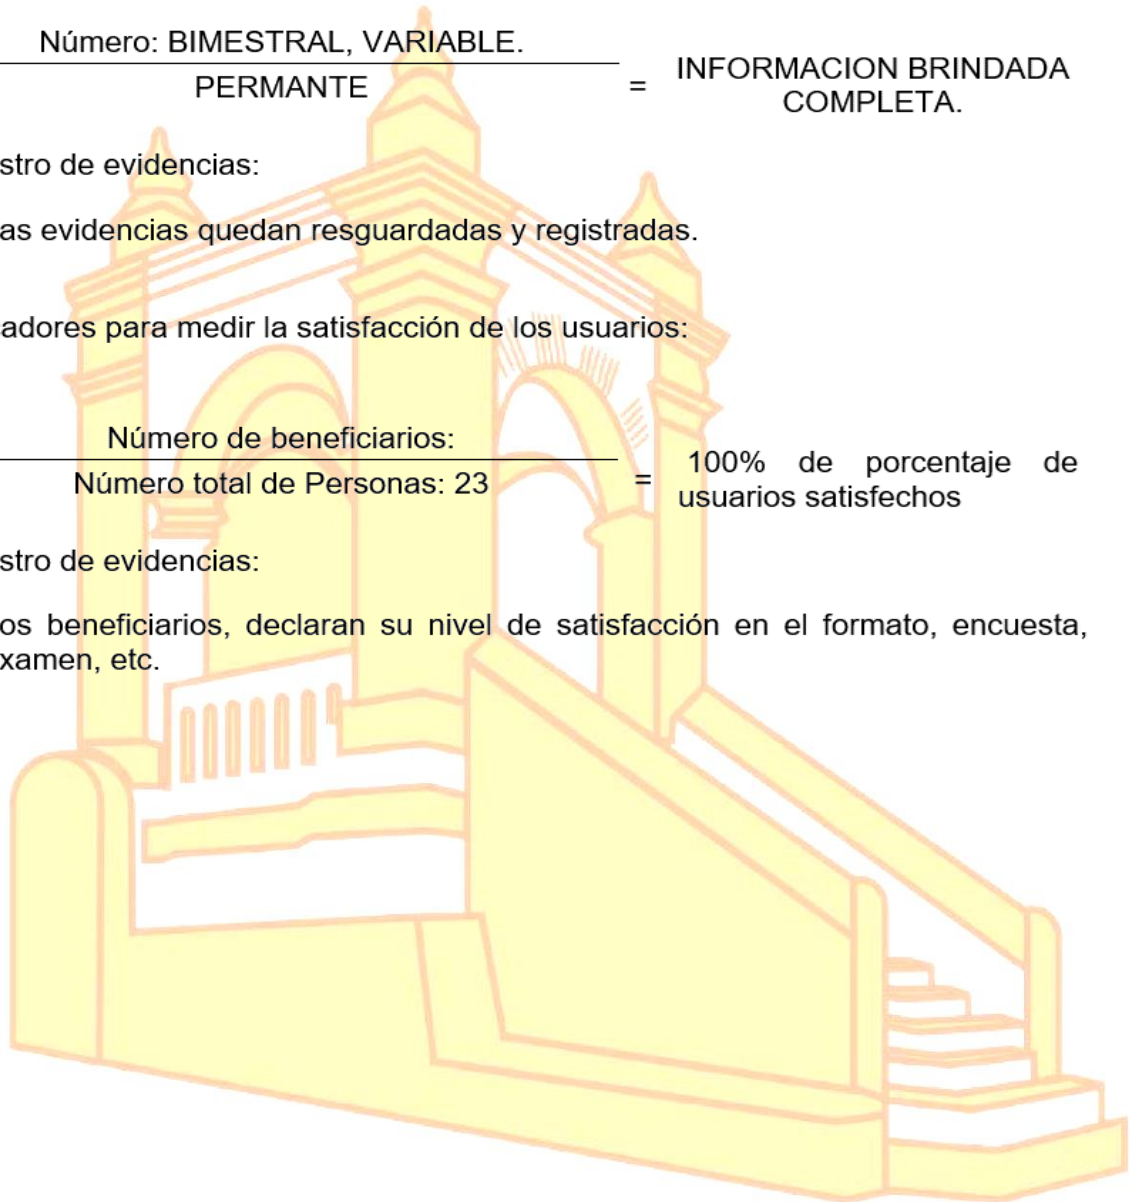 Número: BIMESTRAL, VARIABLE.
PERMANTE
=
INFORMACION BRINDADA
COMPLETA.
stro de evidencias:
as evidencias quedan resguardadas y registradas.
adores para medir la satisfacción de los usuarios:
Número de beneficiarios:
Número total de Personas: 23
=
100% de porcentaje de
usuarios satisfechos
stro de evidencias:
os beneficiarios, declaran su nivel de satisfacción en el formato, encuesta,
xamen, etc.